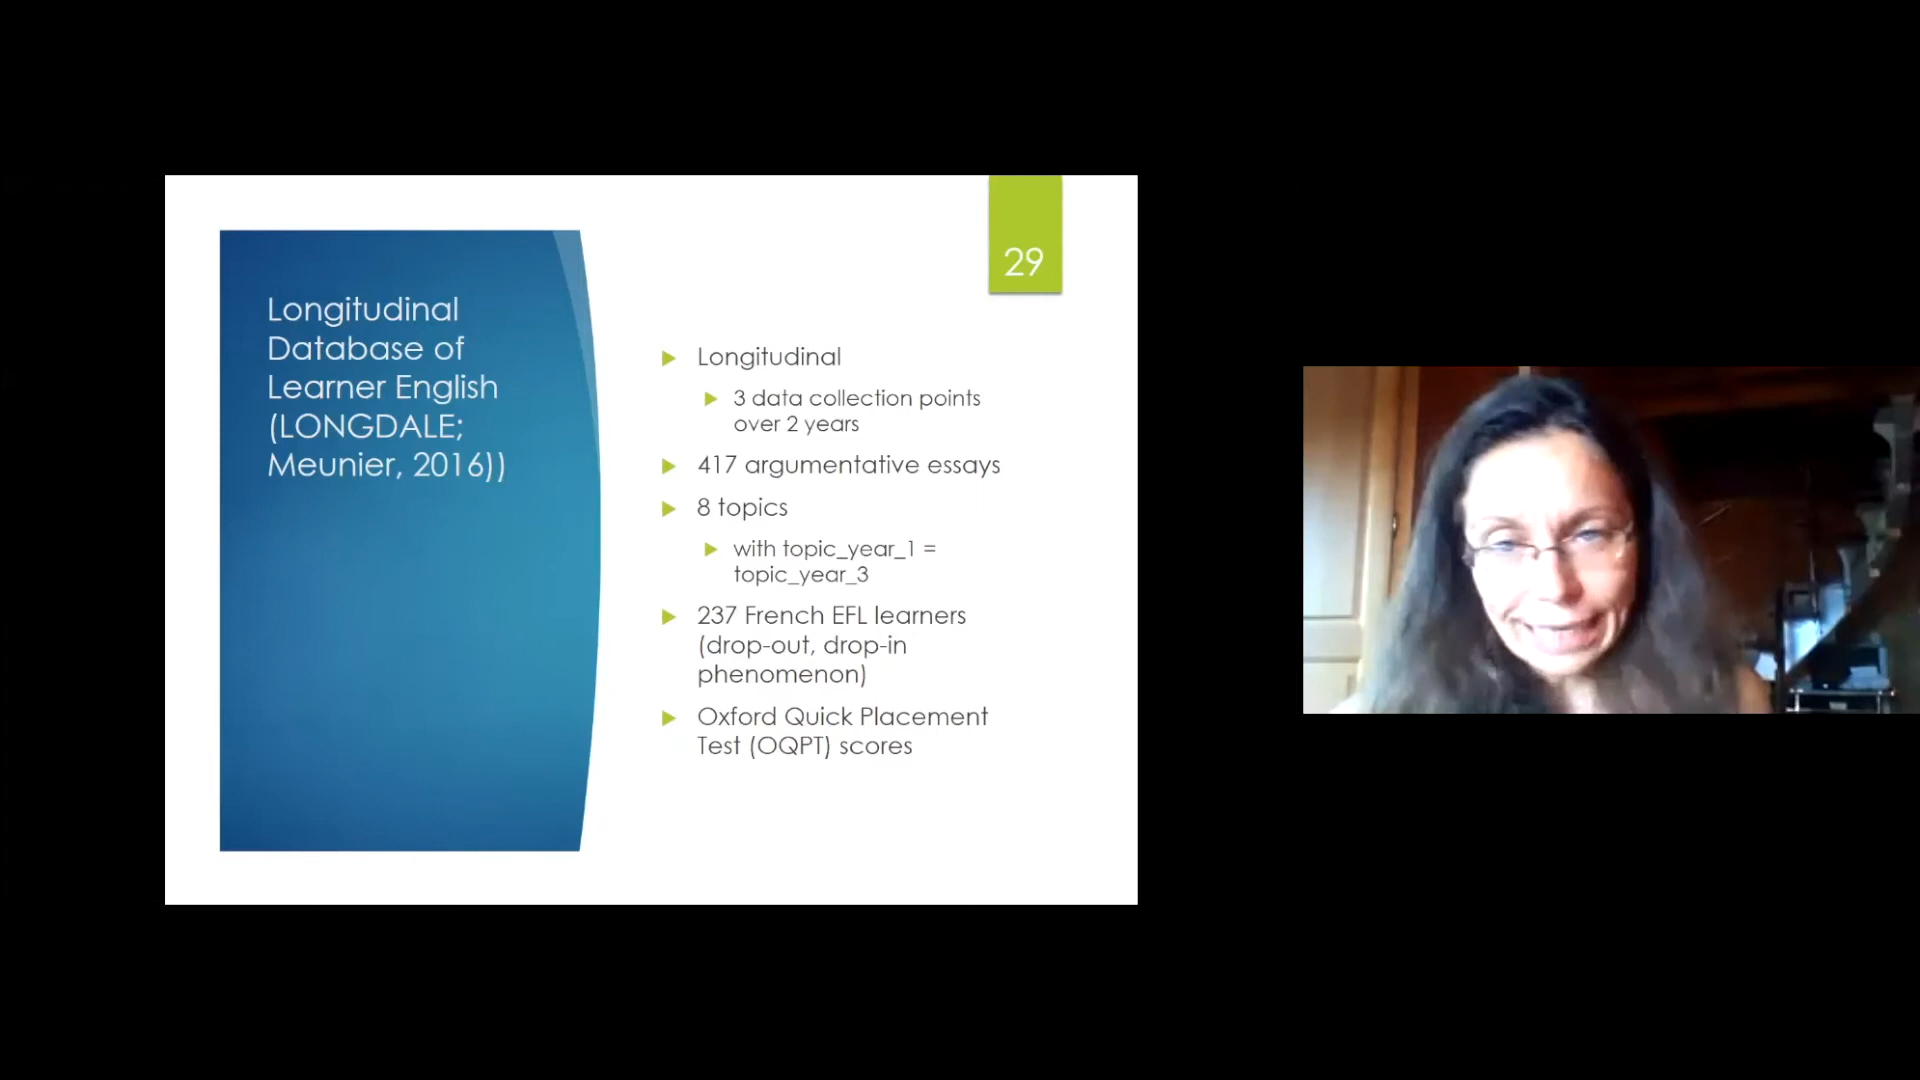 29
Longitudinal
Database of
Learner English
(LONGDALE;
Meunier, 2016))
Longitudinal
3 data collection points
over 2 years
417 argumentative essays
8 topics
with topic_year_1 =
topic_year_3
237 French EFL learners
(drop-out, drop-in
phenomenon)
Oxford Quick Placement
Test (OQPT) scores